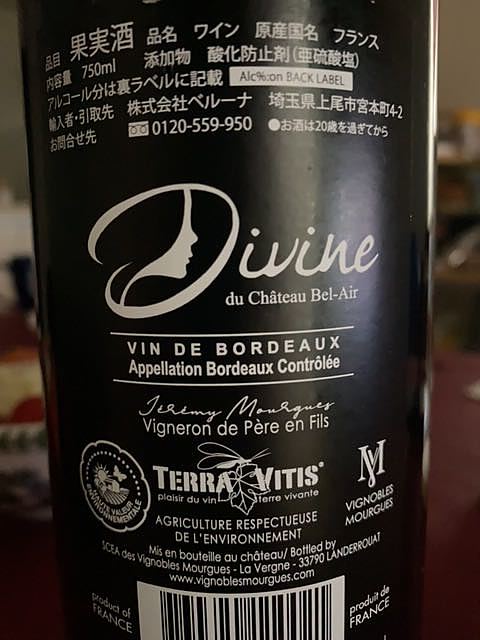 品目 果実酒 品名 ワイン 原産国名 フランス
内容量 750ml 添加物 酸化防止剤(亜硫酸塩)
アルコール分は裏ラベルに記載 Alc%:on BACK LABEL
輸入者・引取先 株式会社ベルーナ 埼玉県上尾市宮本町4-2
お問合せ先 0120-559-950 ●お酒は20歳を過ぎてから
Divine
du Château Bel-Air
VIN DE BORDEAUX
Appellation Bordeaux Contrôlée
Jérémy Mourgues
Vigneron de Père en Fils
HAUTE VALEUR ENVIRONNEMENTALE
TERRA VITIS®
plaisir du vin terre vivante
VM
VIGNOBLES
MOURGUES
AGRICULTURE RESPECTUEUSE
DE L'ENVIRONNEMENT
Mis en bouteille au château/ Bottled by
SCEA des Vignobles Mourgues - La Vergne - 33790 LANDERROUAT
www.vignoblesmourgues.com
product of
FRANCE
produit de
FRANCE